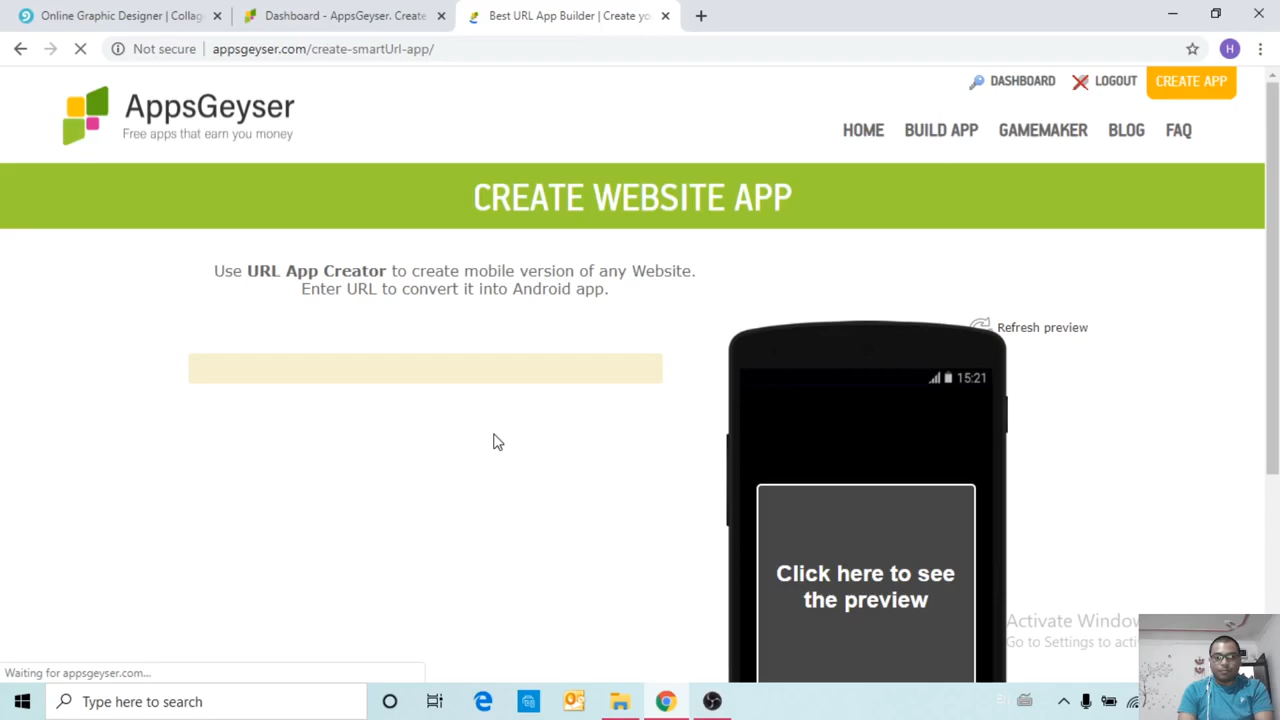 Online Graphic Designer | Collag
Dashboard - AppsGeyser. Create
Best URL App Builder | Create yo
Not secure
appsgeyser.com/create-smartUrl-app/
H
AppsGeyser
Free apps that earn you money
DASHBOARD
LOGOUT
CREATE APP
HOME
BUILD APP
GAMEMAKER
BLOG
FAQ
CREATE WEBSITE APP
Use URL App Creator to create mobile version of any Website.
Enter URL to convert it into Android app.
Refresh preview
15:21
Click here to see
the preview
Activate Windo
Go to Settings to acti
Waiting for appsgeyser.com...
Type here to search